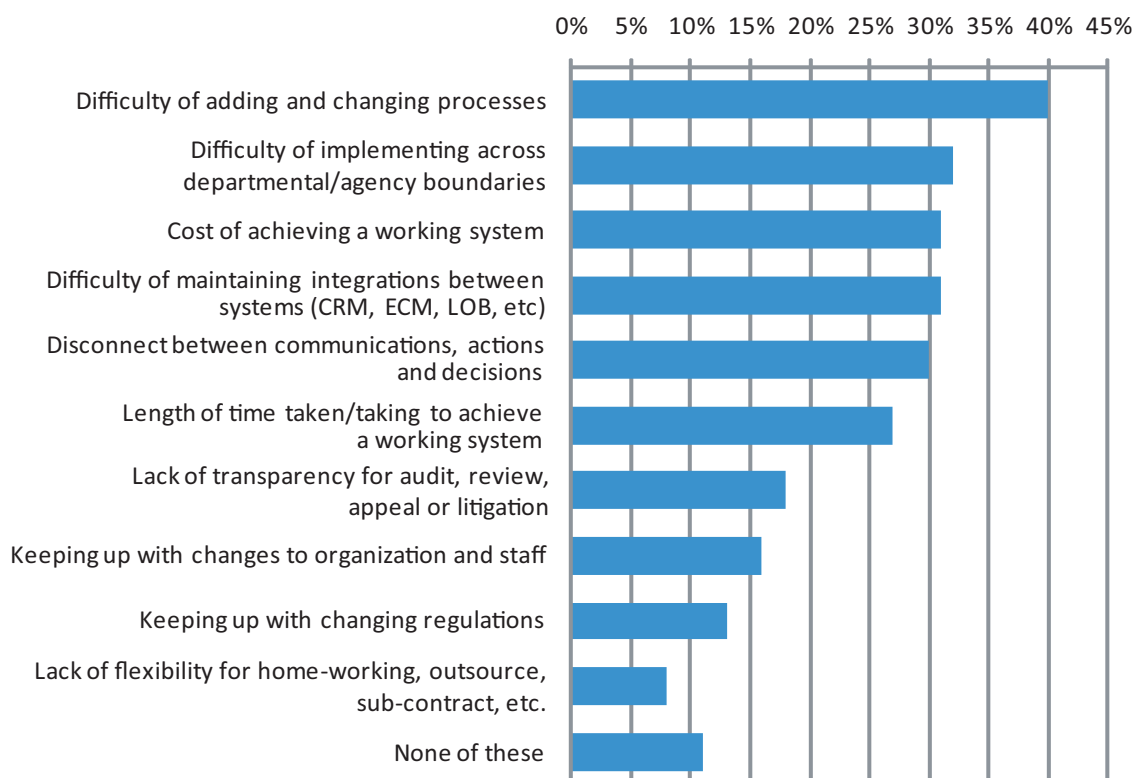 0% 5% 10% 15% 20% 25% 30% 35% 40% 45%
Difficulty of adding and changing processes
Difficulty of implementing across
departmental/agency boundaries
Cost of achieving a working system
Difficulty of maintaining integrations between
systems (CRM, ECM, LOB, etc)
Disconnect between communications, actions
and decisions
Length of time taken/taking to achieve
a working system
Lack of transparency for audit, review,
appeal or litigation
Keeping up with changes to organization and staff
Keeping up with changing regulations
Lack of flexibility for home-working, outsource,
sub-contract, etc.
None of these